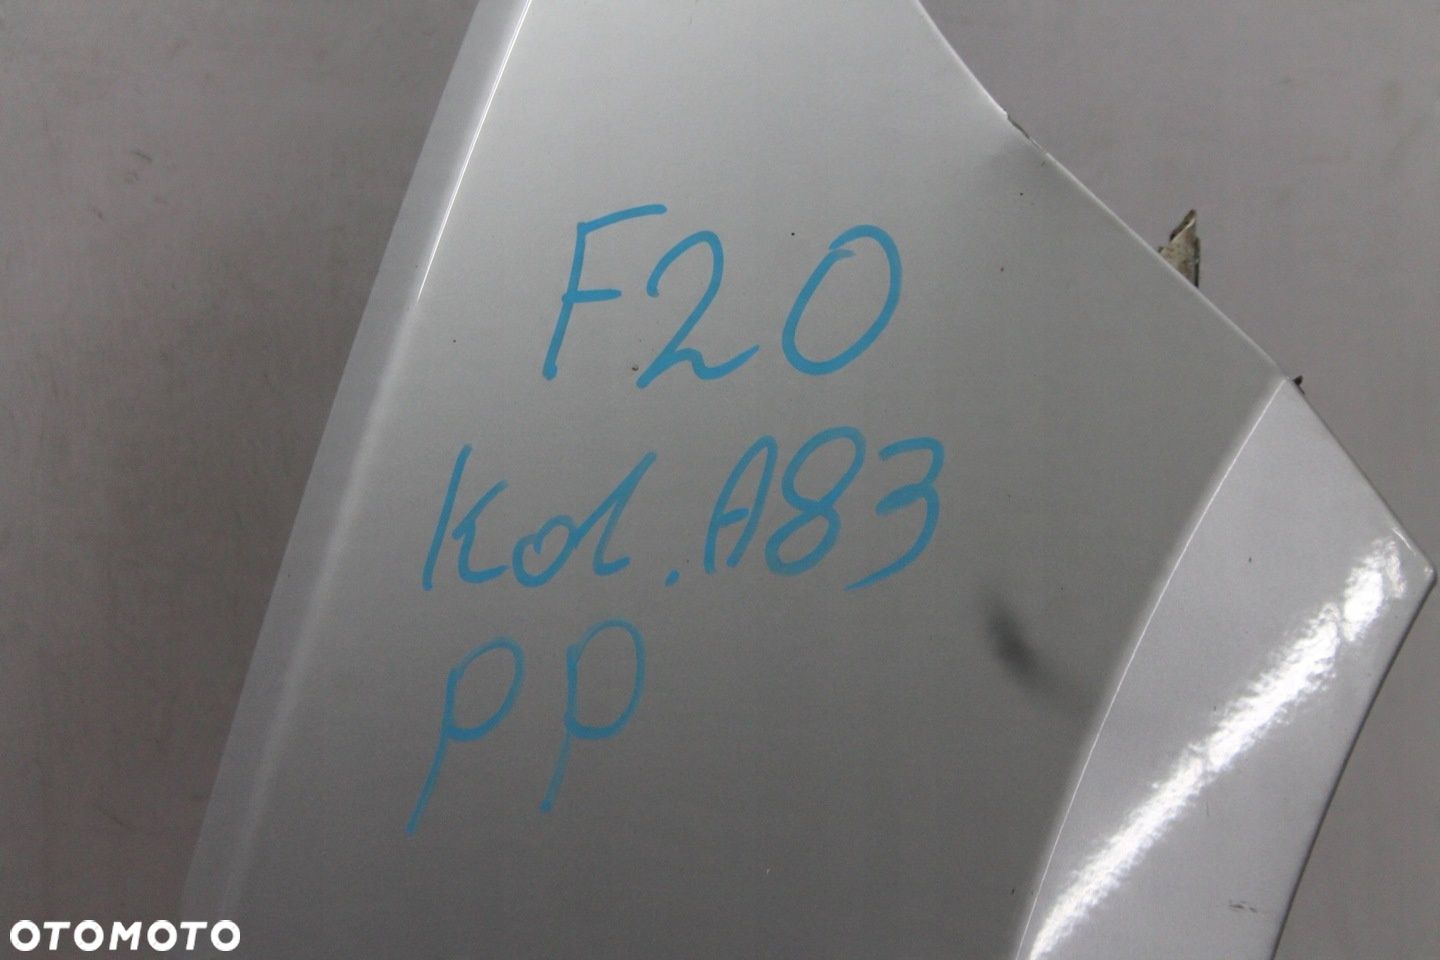 F20
Kol. A83
PP
OTOMOTO